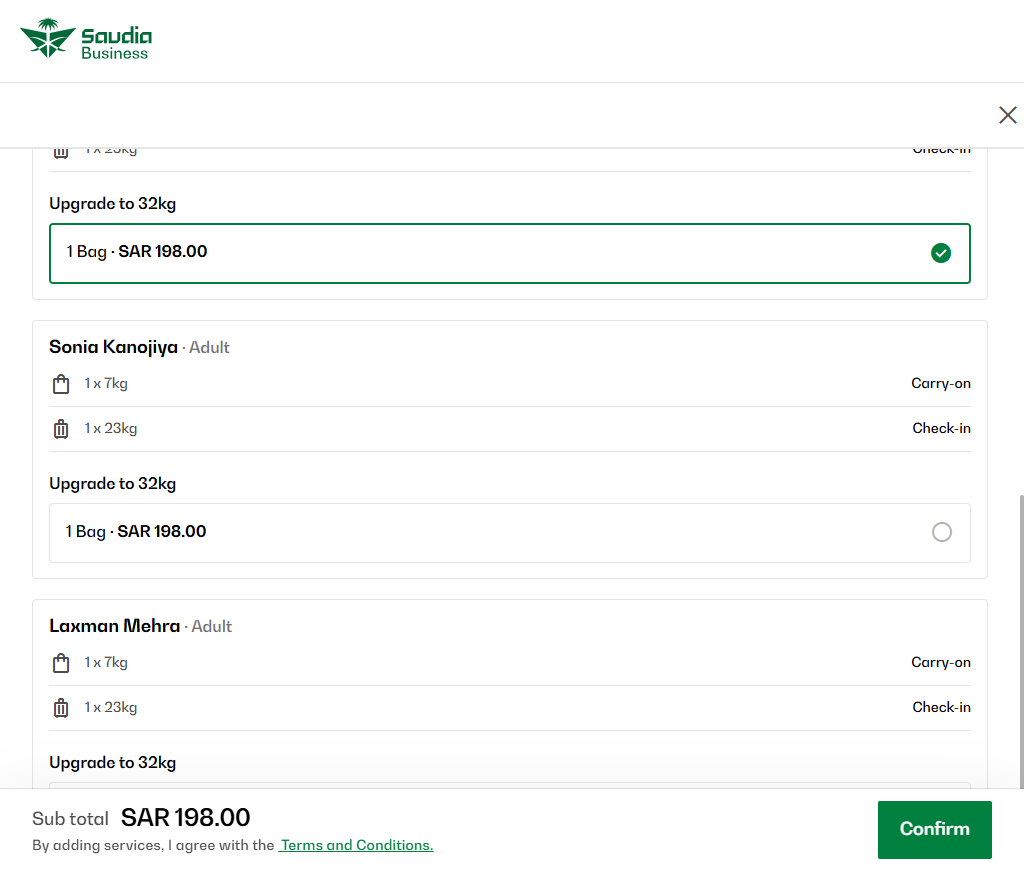 Saudia
Business
1 x 23kg Check-in
Upgrade to 32kg
1 Bag · SAR 198.00
Sonia Kanojiya · Adult
1 x 7kg Carry-on
1 x 23kg Check-in
Upgrade to 32kg
1 Bag · SAR 198.00
Laxman Mehra · Adult
1 x 7kg Carry-on
1 x 23kg Check-in
Upgrade to 32kg
Sub total SAR 198.00
By adding services, I agree with the Terms and Conditions.
Confirm